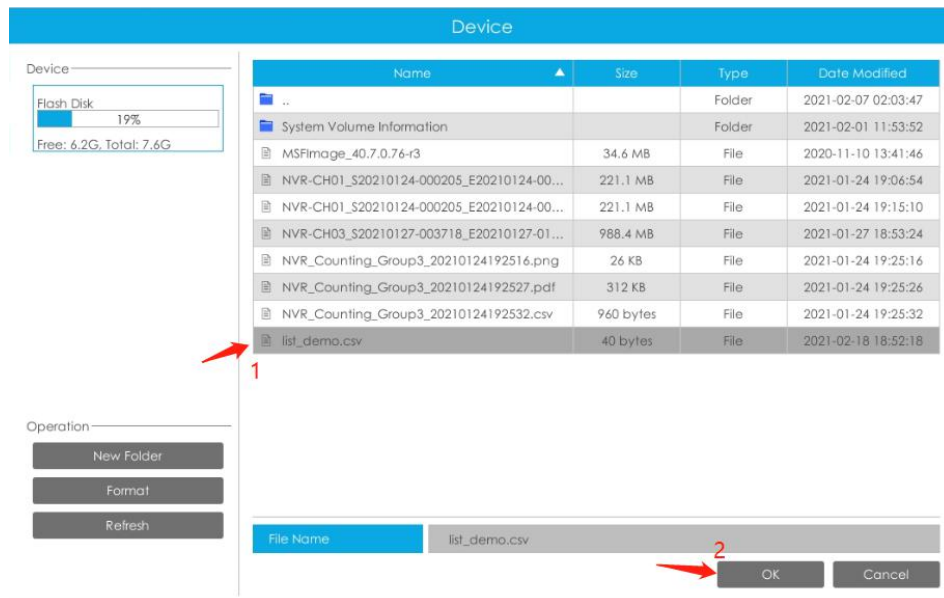 Device
Device
Flash Disk
19%
Free: 6.2G, Total: 7.6G
Operation
New Folder
Format
Refresh
Name Size Type Date Modified
.. Folder 2021-02-07 02:03:47
System Volume Information Folder 2021-02-01 11:53:52
MSFImage_40.7.0.76-r3 34.6 MB File 2020-11-10 13:41:46
NVR-CH01_S20210124-000205_E20210124-00... 221.1 MB File 2021-01-24 19:06:54
NVR-CH01_S20210124-000205_E20210124-00... 221.1 MB File 2021-01-24 19:15:10
NVR-CH03_S20210127-003718_E20210127-01... 988.4 MB File 2021-01-27 18:53:24
NVR_Counting_Group3_20210124192516.png 26 KB File 2021-01-24 19:25:16
NVR_Counting_Group3_20210124192527.pdf 312 KB File 2021-01-24 19:25:26
NVR_Counting_Group3_20210124192532.csv 960 bytes File 2021-01-24 19:25:32
list_demo.csv 40 bytes File 2021-02-18 18:52:18
1
File Name list_demo.csv
2
OK Cancel